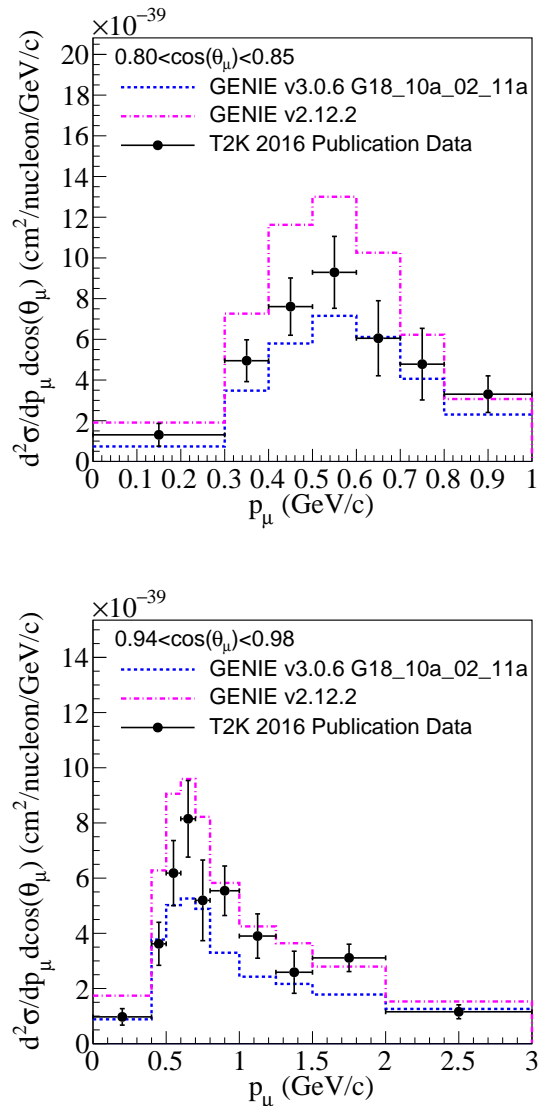 ×10⁻³⁹
0.80<cos(θμ)<0.85
GENIE v3.0.6 G18_10a_02_11a
GENIE v2.12.2
T2K 2016 Publication Data
d²σ/dpμ dcos(θμ) (cm²/nucleon/GeV/c)
20
18
16
14
12
10
8
6
4
2
0
0 0.1 0.2 0.3 0.4 0.5 0.6 0.7 0.8 0.9 1
pμ (GeV/c)
×10⁻³⁹
0.94<cos(θμ)<0.98
GENIE v3.0.6 G18_10a_02_11a
GENIE v2.12.2
T2K 2016 Publication Data
d²σ/dpμ dcos(θμ) (cm²/nucleon/GeV/c)
14
12
10
8
6
4
2
0
0 0.5 1 1.5 2 2.5 3
pμ (GeV/c)